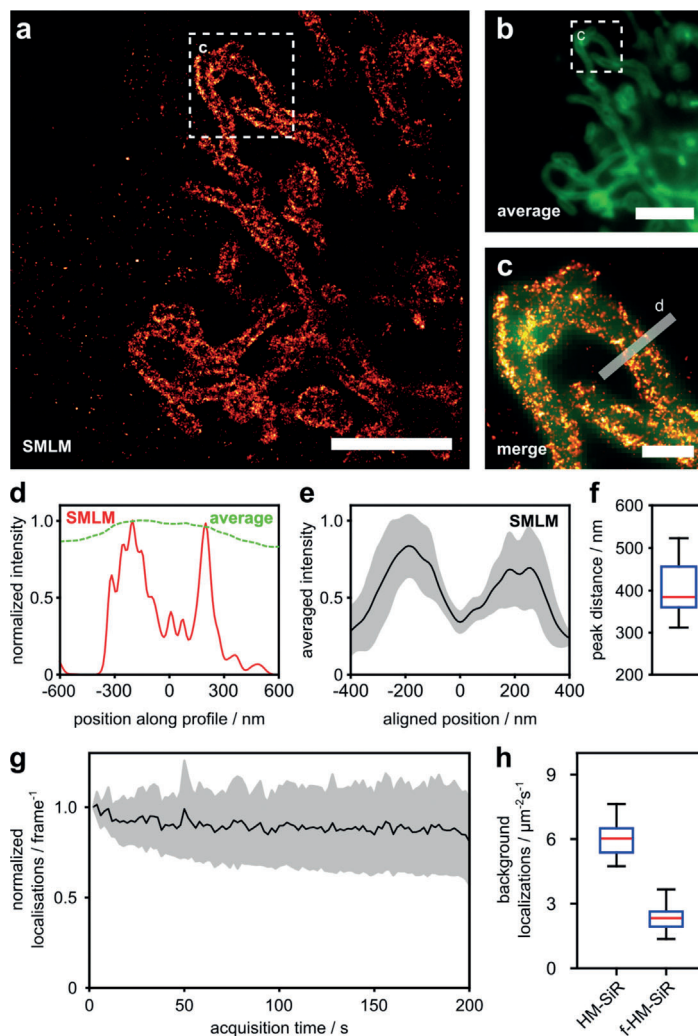 a
c
SMLM
b
c
average
c
d
merge
d
SMLM
average
1.0
0.5
0
normalized intensity
-600
-300
0
300
600
position along profile / nm
e
SMLM
1.0
0.5
0
averaged intensity
-400
-200
0
200
400
aligned position / nm
f
600
500
400
300
200
peak distance / nm
g
1.0
0.5
0
normalized
localisations / frame⁻¹
0
50
100
150
200
acquisition time / s
h
9
6
3
0
background
localizations / µm⁻²s⁻¹
HM-SiR
f-HM-SiR